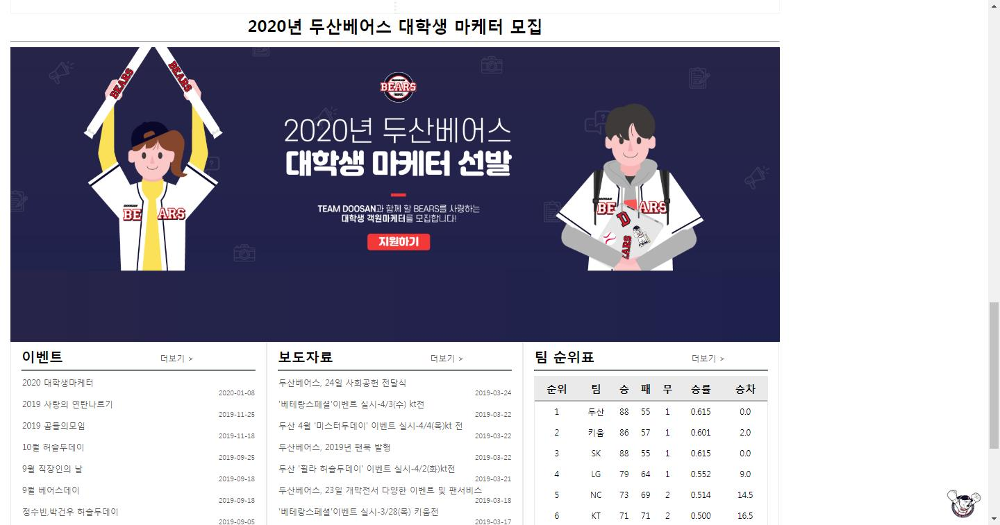 2020년 두산베어스 대학생 마케터 모집
BEARS
BEARS
DOOSAN
BEARS
2020년 두산베어스
대학생 마케터 선발
TEAM DOOSAN과 함께 할 BEARS를 사랑하는
대학생 객원마케터를 모집합니다!
지원하기
DOOSAN
BE ARS
DOOSAN
BE ARS
D
EARS
이벤트
더보기 >
2020 대학생마케터
2020-01-08
2019 사랑의 연탄나르기
2019-11-25
2019 곰들의모임
2019-11-18
10월 허슬두데이
2019-09-25
9월 직장인의 날
2019-09-18
9월 베어스데이
2019-09-18
정수빈,박건우 허슬두데이
2019-09-05
보도자료
더보기 >
두산베어스, 24일 사회공헌 전달식
2019-03-24
'베테랑스페셜'이벤트 실시-4/3(수) kt전
2019-03-22
두산 4월 '미스터두데이' 이벤트 실시-4/4(목)kt 전
2019-03-22
두산베어스, 2019년 팬북 발행
2019-03-22
두산 '휠라 허슬두데이' 이벤트 실시-4/2(화)kt전
2019-03-21
두산베어스, 23일 개막전서 다양한 이벤트 및 팬서비스
2019-03-18
'베테랑스페셜'이벤트 실시-3/28(목) 키움전
2019-03-17
팀 순위표
더보기 >
순위 팀 승 패 무 승률 승차
1 두산 88 55 1 0.615 0.0
2 키움 86 57 1 0.601 2.0
3 SK 88 55 1 0.615 0.0
4 LG 79 64 1 0.552 9.0
5 NC 73 69 2 0.514 14.5
6 KT 71 71 2 0.500 16.5